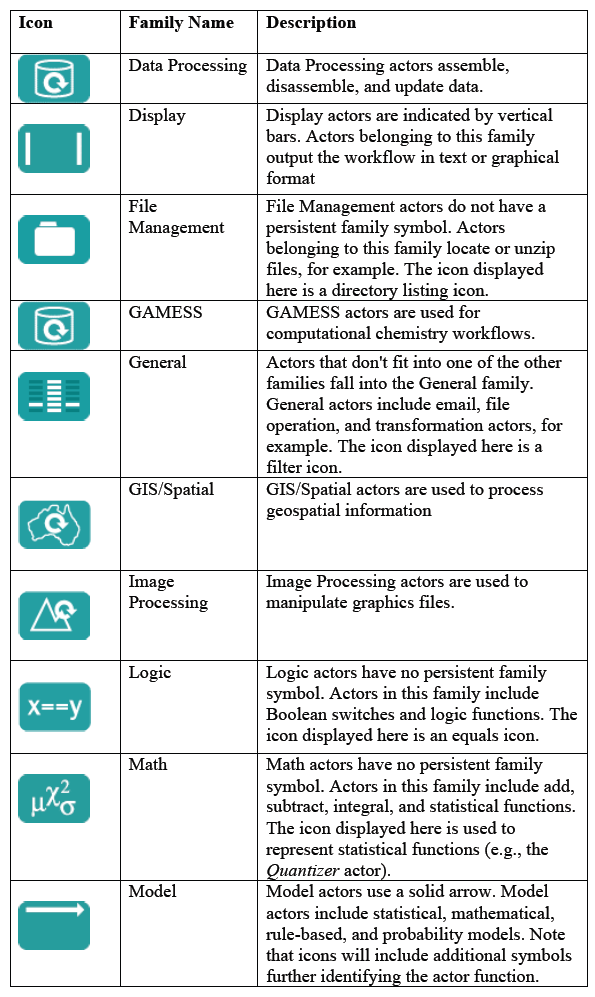 Icon Family Name Description
Data Processing Data Processing actors assemble,
disassemble, and update data.
Display Display actors are indicated by vertical
bars. Actors belonging to this family
output the workflow in text or graphical
format
File File Management actors do not have a
Management persistent family symbol. Actors
belonging to this family locate or unzip
files, for example. The icon displayed
here is a directory listing icon.
GAMESS GAMESS actors are used for
computational chemistry workflows.
General Actors that don't fit into one of the other
families fall into the General family.
General actors include email, file
operation, and transformation actors, for
example. The icon displayed here is a
filter icon.
GIS/Spatial GIS/Spatial actors are used to process
geospatial information
Image Image Processing actors are used to
Processing manipulate graphics files.
Logic Logic actors have no persistent family
symbol. Actors in this family include
x==y Boolean switches and logic functions. The
icon displayed here is an equals icon.
Math Math actors have no persistent family
symbol. Actors in this family include add,
μχ²σ subtract, integral, and statistical functions.
The icon displayed here is used to
represent statistical functions (e.g., the
Quantizer actor).
Model Model actors use a solid arrow. Model
actors include statistical, mathematical,
rule-based, and probability models. Note
that icons will include additional symbols
further identifying the actor function.